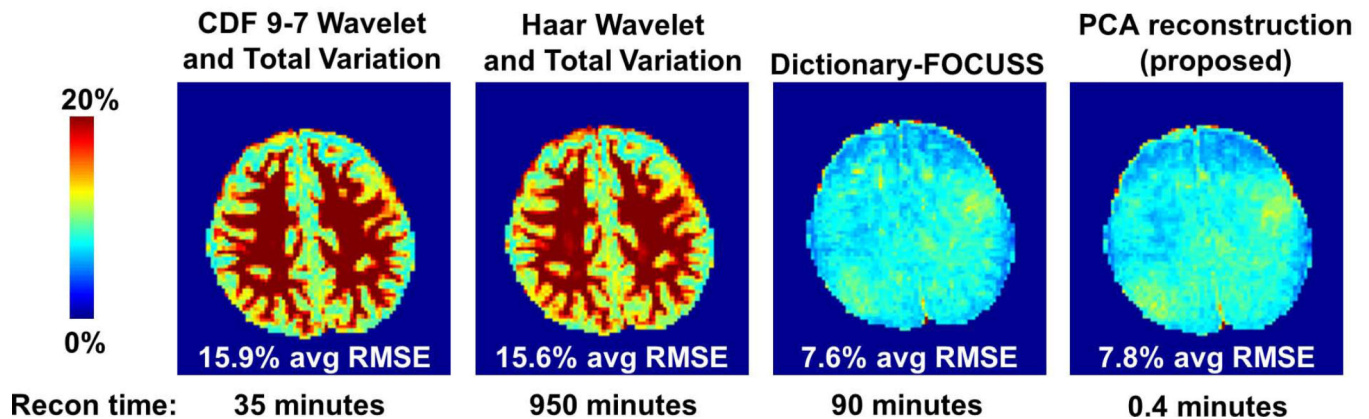 CDF 9-7 Wavelet
and Total Variation
Haar Wavelet
and Total Variation
Dictionary-FOCUSS
PCA reconstruction
(proposed)
20%
0%
15.9% avg RMSE
15.6% avg RMSE
7.6% avg RMSE
7.8% avg RMSE
Recon time: 35 minutes 950 minutes 90 minutes 0.4 minutes